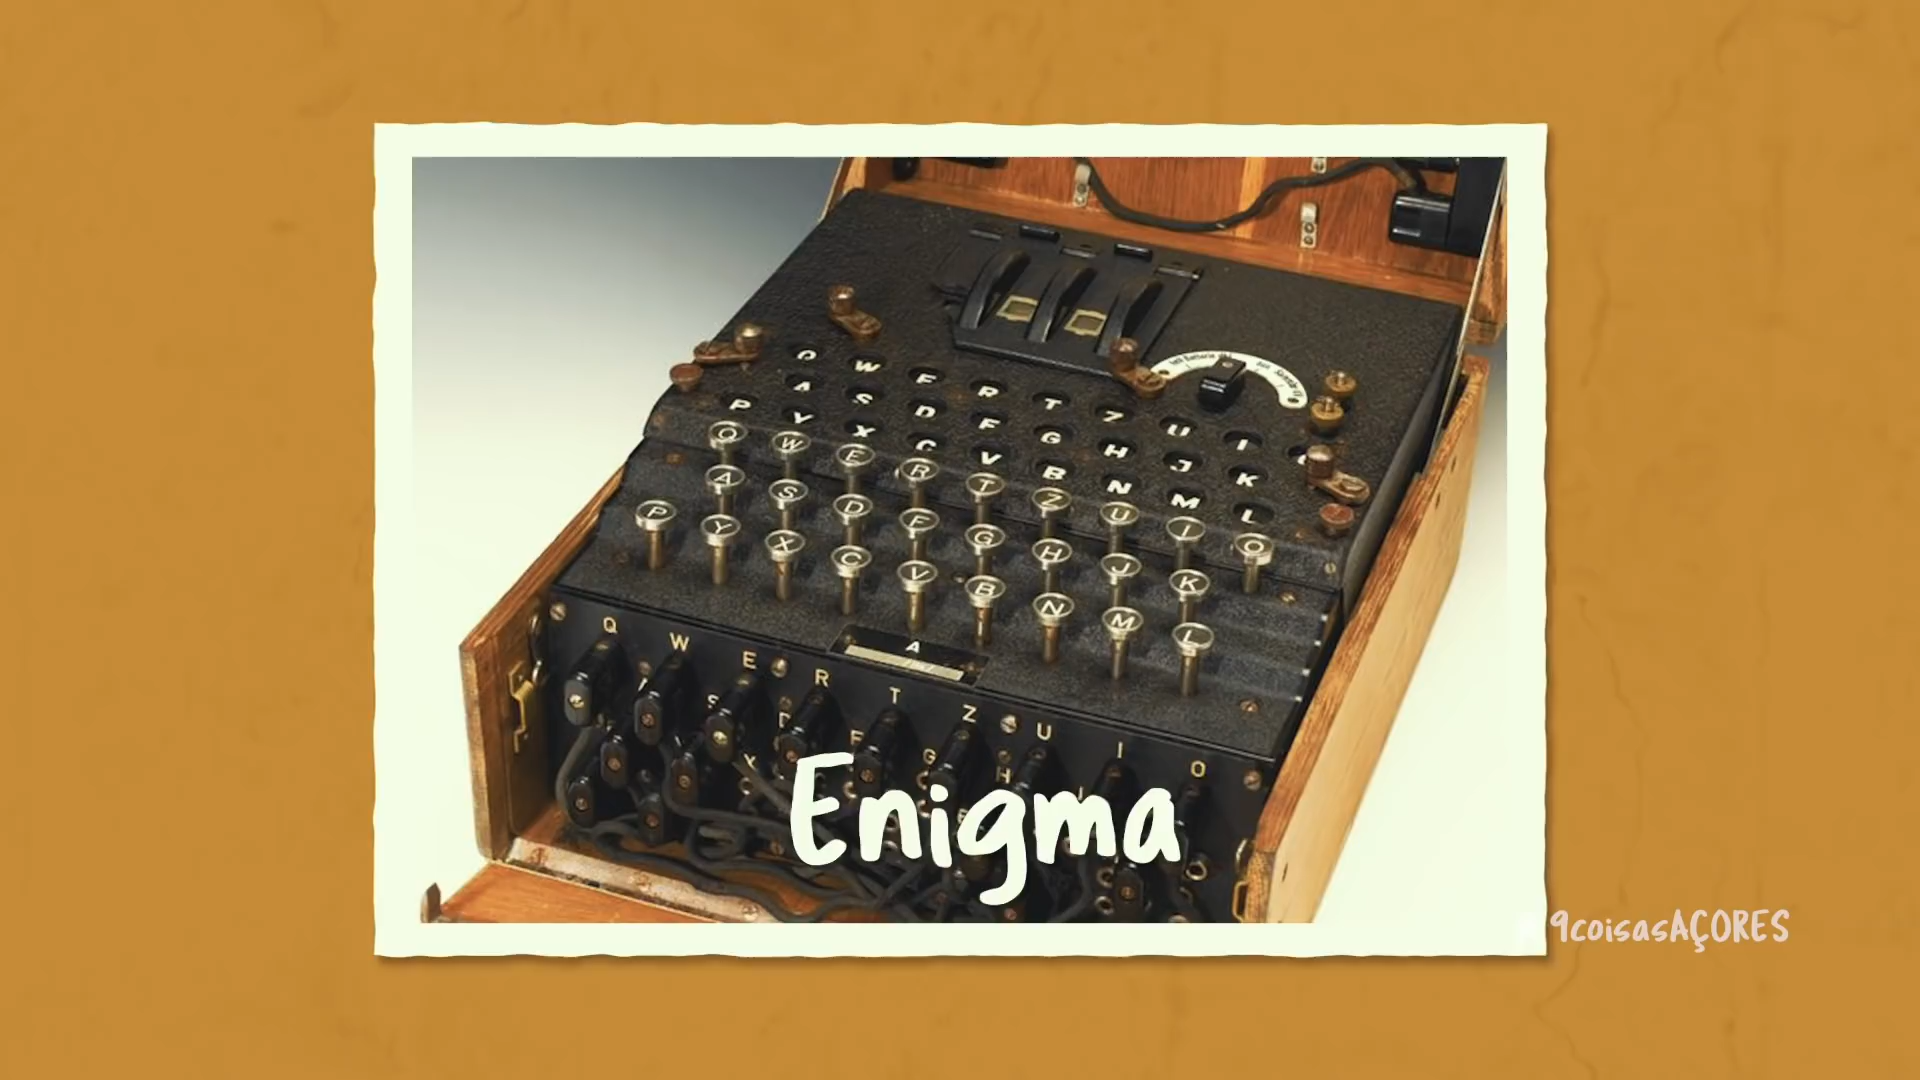 Q W E R T Z U I
A S D F G H J K
P Y X C V B N M L
Q W E R T Z U I O
A S D F G H J K
P Y X C V B N M L
A
Q W E R T Z U I O
S D F G H
Y
Enigma
9coisasAÇORES